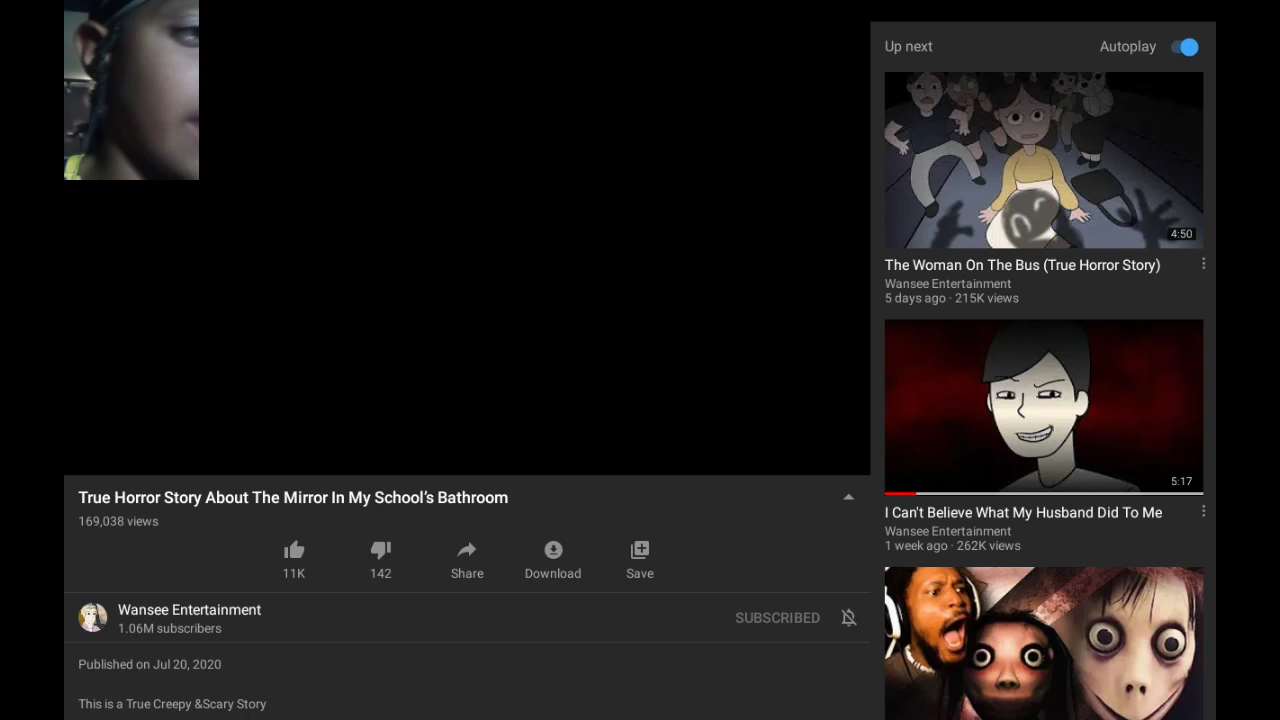 True Horror Story About The Mirror In My School's Bathroom
169,038 views
11K
142
Share
Download
Save
Wansee Entertainment
1.06M subscribers
SUBSCRIBED
Published on Jul 20, 2020
This is a True Creepy &Scary Story
Up next
Autoplay
4:50
The Woman On The Bus (True Horror Story)
Wansee Entertainment
5 days ago · 215K views
5:17
I Can't Believe What My Husband Did To Me
Wansee Entertainment
1 week ago · 262K views